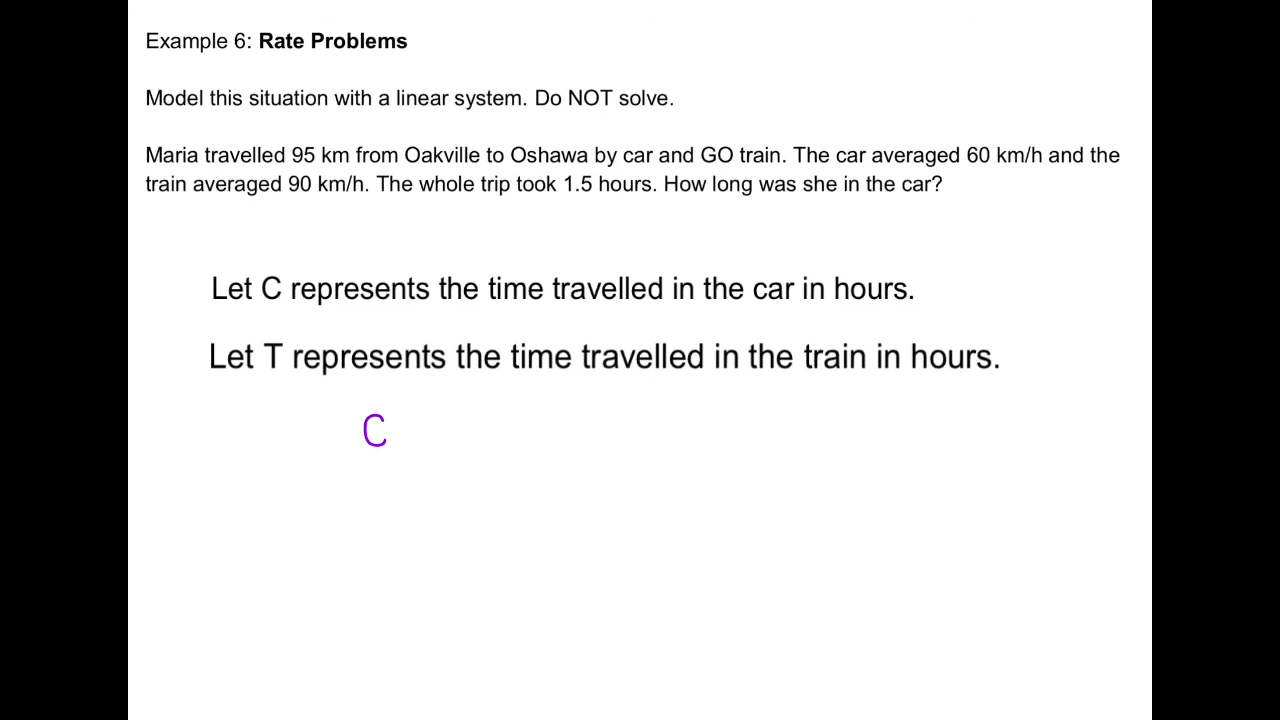 Example 6: Rate Problems
Model this situation with a linear system. Do NOT solve.
Maria travelled 95 km from Oakville to Oshawa by car and GO train. The car averaged 60 km/h and the
train averaged 90 km/h. The whole trip took 1.5 hours. How long was she in the car?
Let C represents the time travelled in the car in hours.
Let T represents the time travelled in the train in hours.
C